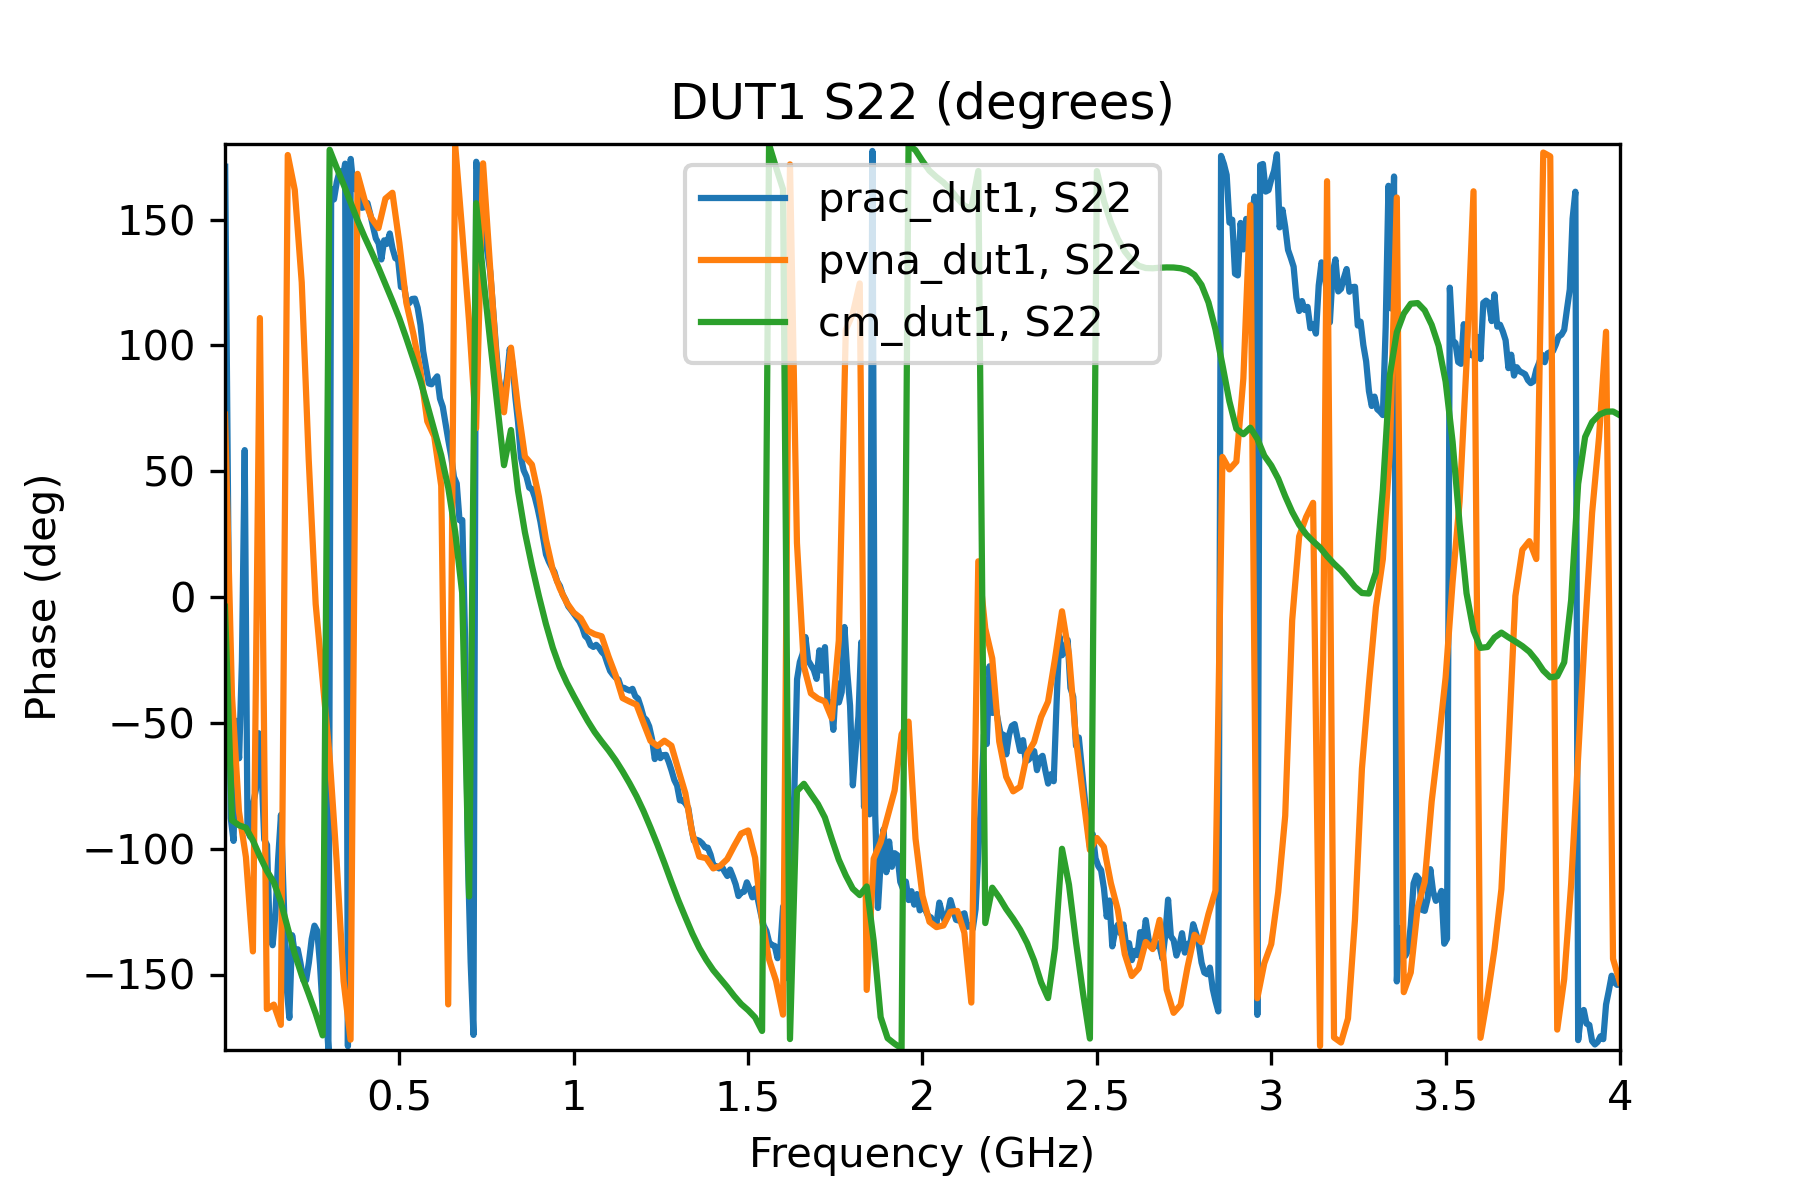 DUT1 S22 (degrees)
prac_dut1, S22
pvna_dut1, S22
cm_dut1, S22
Phase (deg)
150
100
50
0
−50
−100
−150
0.5 1 1.5 2 2.5 3 3.5 4
Frequency (GHz)